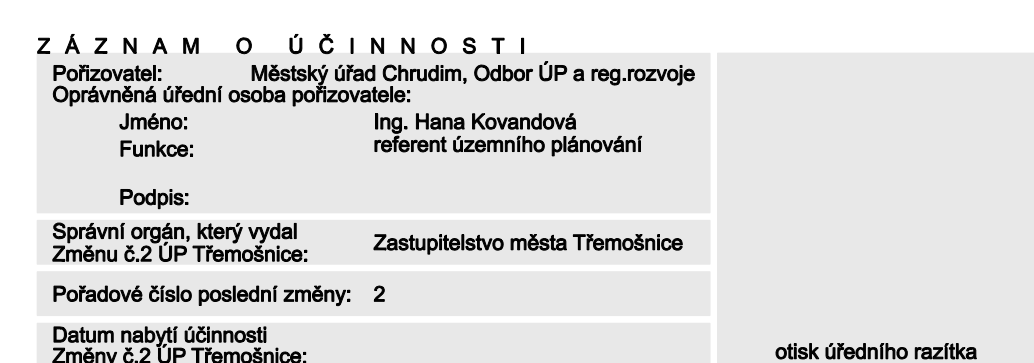 ZÁZNAM O ÚČINNOSTI
Pořizovatel: Městský úřad Chrudim, Odbor ÚP a reg.rozvoje
Oprávněná úřední osoba pořizovatele:
Jméno: Ing. Hana Kovandová
Funkce: referent územního plánování
Podpis:
Správní orgán, který vydal
Změnu č.2 ÚP Třemošnice: Zastupitelstvo města Třemošnice
Pořadové číslo poslední změny: 2
Datum nabytí účinnosti
Změny č.2 ÚP Třemošnice:
otisk úředního razítka